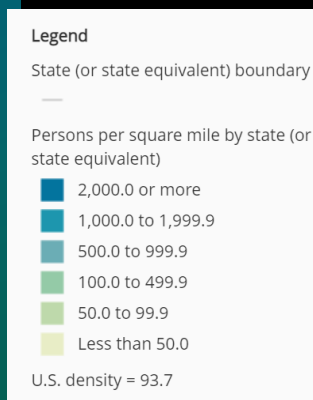 Legend
State (or state equivalent) boundary
Persons per square mile by state (or
state equivalent)
2,000.0 or more
1,000.0 to 1,999.9
500.0 to 999.9
100.0 to 499.9
50.0 to 99.9
Less than 50.0
U.S. density = 93.7